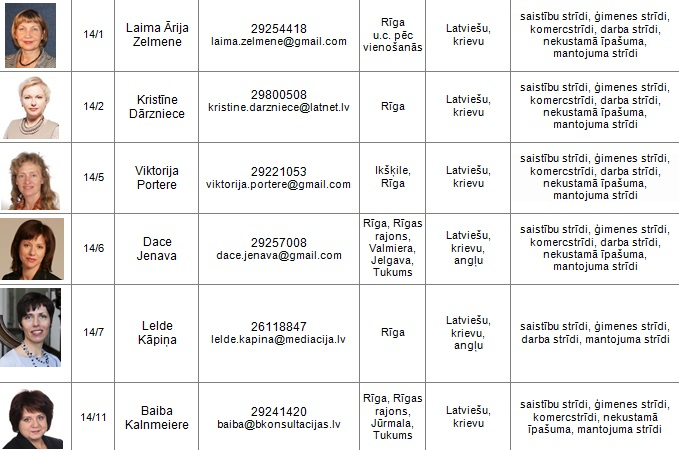 14/1
Laima Ārija
Zelmene
29254418
laima.zelmene@gmail.com
Rīga
u.c. pēc
vienošanās
Latviešu,
krievu
saistību strīdi, ģimenes strīdi,
komercstrīdi, darba strīdi,
nekustamā īpašuma,
mantojuma strīdi
14/2
Kristīne
Dārzniece
29800508
kristine.darzniece@latnet.lv
Rīga
Latviešu,
krievu
saistību strīdi, ģimenes strīdi,
komercstrīdi, darba strīdi,
nekustamā īpašuma,
mantojuma strīdi
14/5
Viktorija
Portere
29221053
viktorija.portere@gmail.com
Ikšķile,
Rīga
Latviešu,
krievu
saistību strīdi, ģimenes strīdi,
komercstrīdi, darba strīdi,
nekustamā īpašuma,
mantojuma strīdi
14/6
Dace
Jenava
29257008
dace.jenava@gmail.com
Rīga, Rīgas
rajons,
Valmiera,
Jelgava,
Tukums
Latviešu,
krievu,
angļu
saistību strīdi, ģimenes strīdi,
komercstrīdi, darba strīdi,
nekustamā īpašuma,
mantojuma strīdi
14/7
Lelde
Kāpiņa
26118847
lelde.kapina@mediacija.lv
Rīga
Latviešu,
krievu,
angļu
saistību strīdi, ģimenes strīdi,
darba strīdi, mantojuma strīdi
14/11
Baiba
Kalnmeiere
29241420
baiba@bkonsultacijas.lv
Rīga, Rīgas
rajons,
Jūrmala,
Tukums
Latviešu,
krievu
saistību strīdi, ģimenes strīdi,
komercstrīdi, nekustamā
īpašuma, mantojuma strīdi